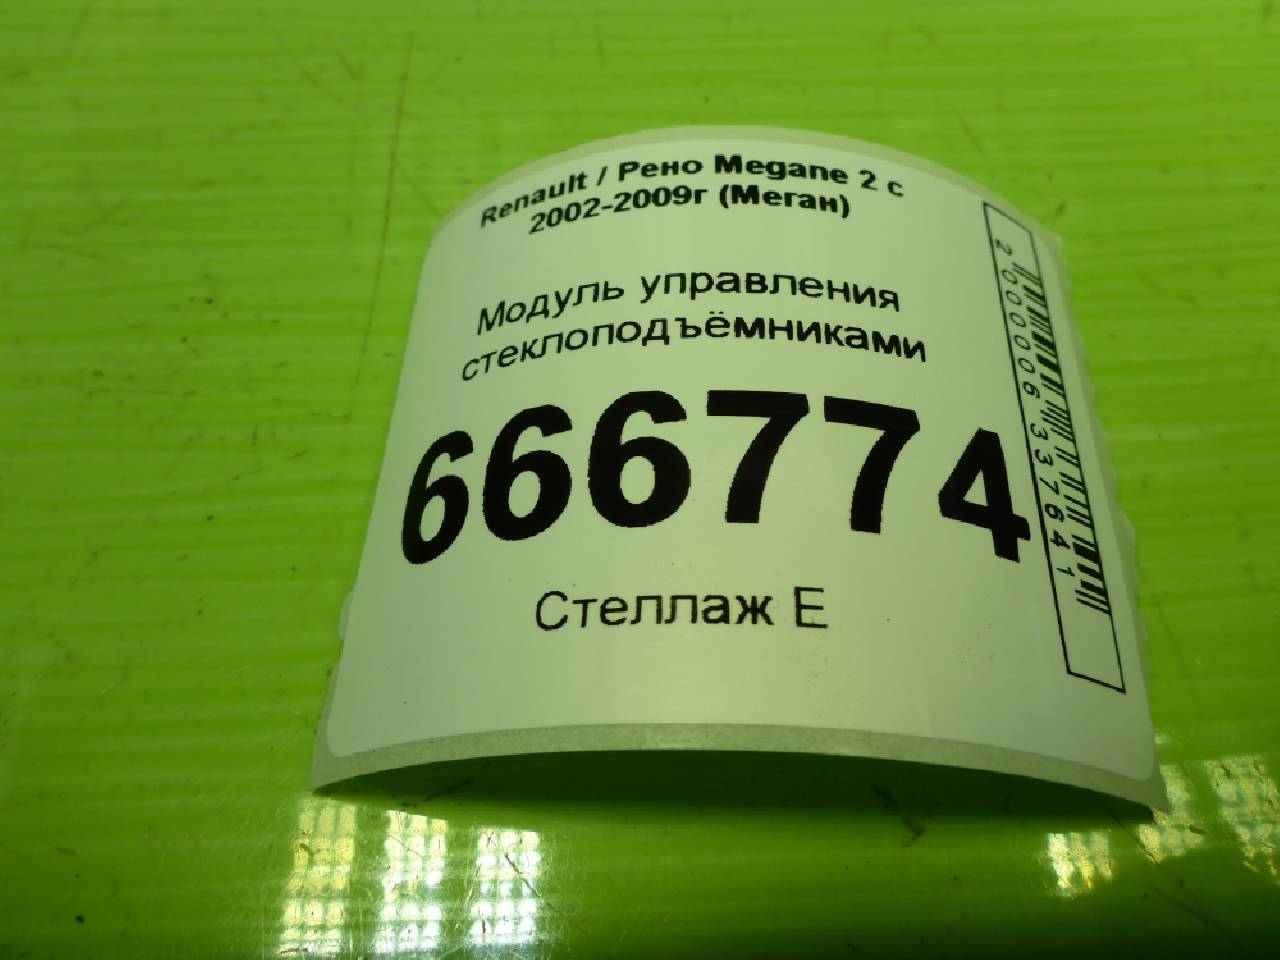 Renault / Рено Megane 2 с
2002-2009г (Меган)
Модуль управления
стеклоподъёмниками
666774
Стеллаж Е
2000006337641